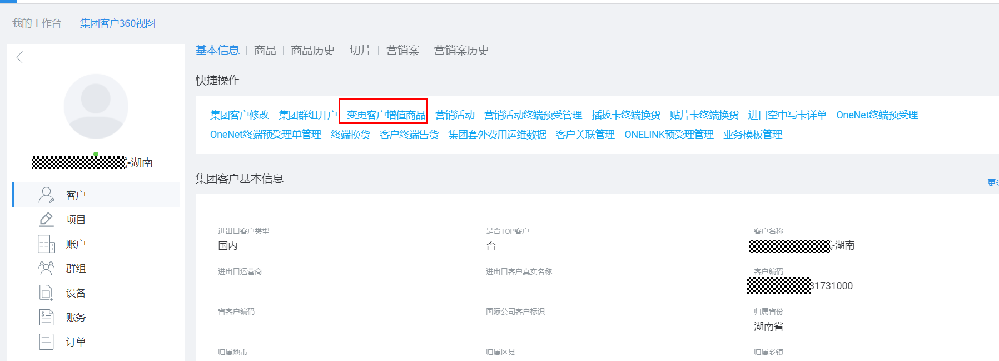 我的工作台 | 集团客户360视图
基本信息 | 商品 | 商品历史 | 切片 | 营销案 | 营销案历史
快捷操作
集团客户修改 集团群组开户 变更客户增值商品 营销活动 营销活动终端预受理管理 插拔卡终端换货 贴片卡终端换货 进口空中写卡详单 OneNet终端预受理
OneNet终端预受理单管理 终端换货 客户终端售货 集团套外费用运维数据 客户关联管理 ONELINK预受理管理 业务模板管理
-湖南
客户
项目
账户
群组
设备
账务
订单
集团客户基本信息
进出口客户类型 是否TOP客户 客户名称
国内 否 -湖南
进出口运营商 进出口客户真实名称 客户编码
31731000
省客户编码 国际公司客户标识 归属省份
湖南省
归属地市 归属区县 归属乡镇